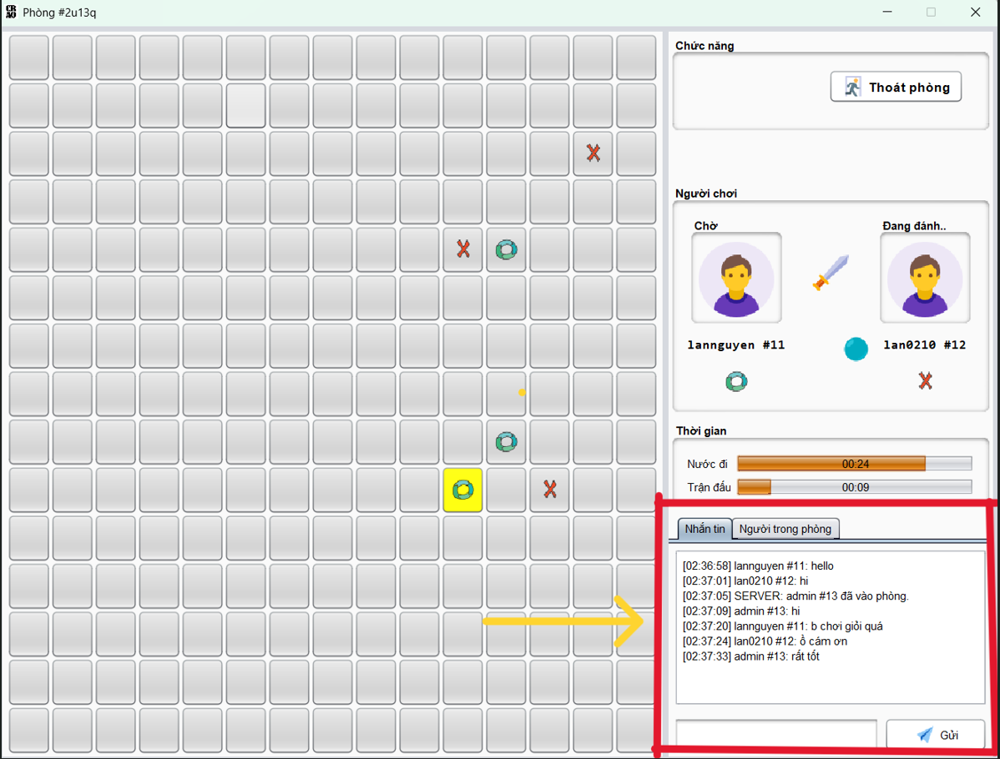 CR
AO
Phòng #2u13q
Chức năng
Thoát phòng
Người chơi
Chờ
Đang đánh..
lannguyen #11
lan0210 #12
Thời gian
Nước đi 00:24
Trận đấu 00:09
Nhắn tin Người trong phòng
[02:36:58] lannguyen #11: hello
[02:37:01] lan0210 #12: hi
[02:37:05] SERVER: admin #13 đã vào phòng.
[02:37:09] admin #13: hi
[02:37:20] lannguyen #11: b chơi giỏi quá
[02:37:24] lan0210 #12: ồ cám ơn
[02:37:33] admin #13: rất tốt
Gửi